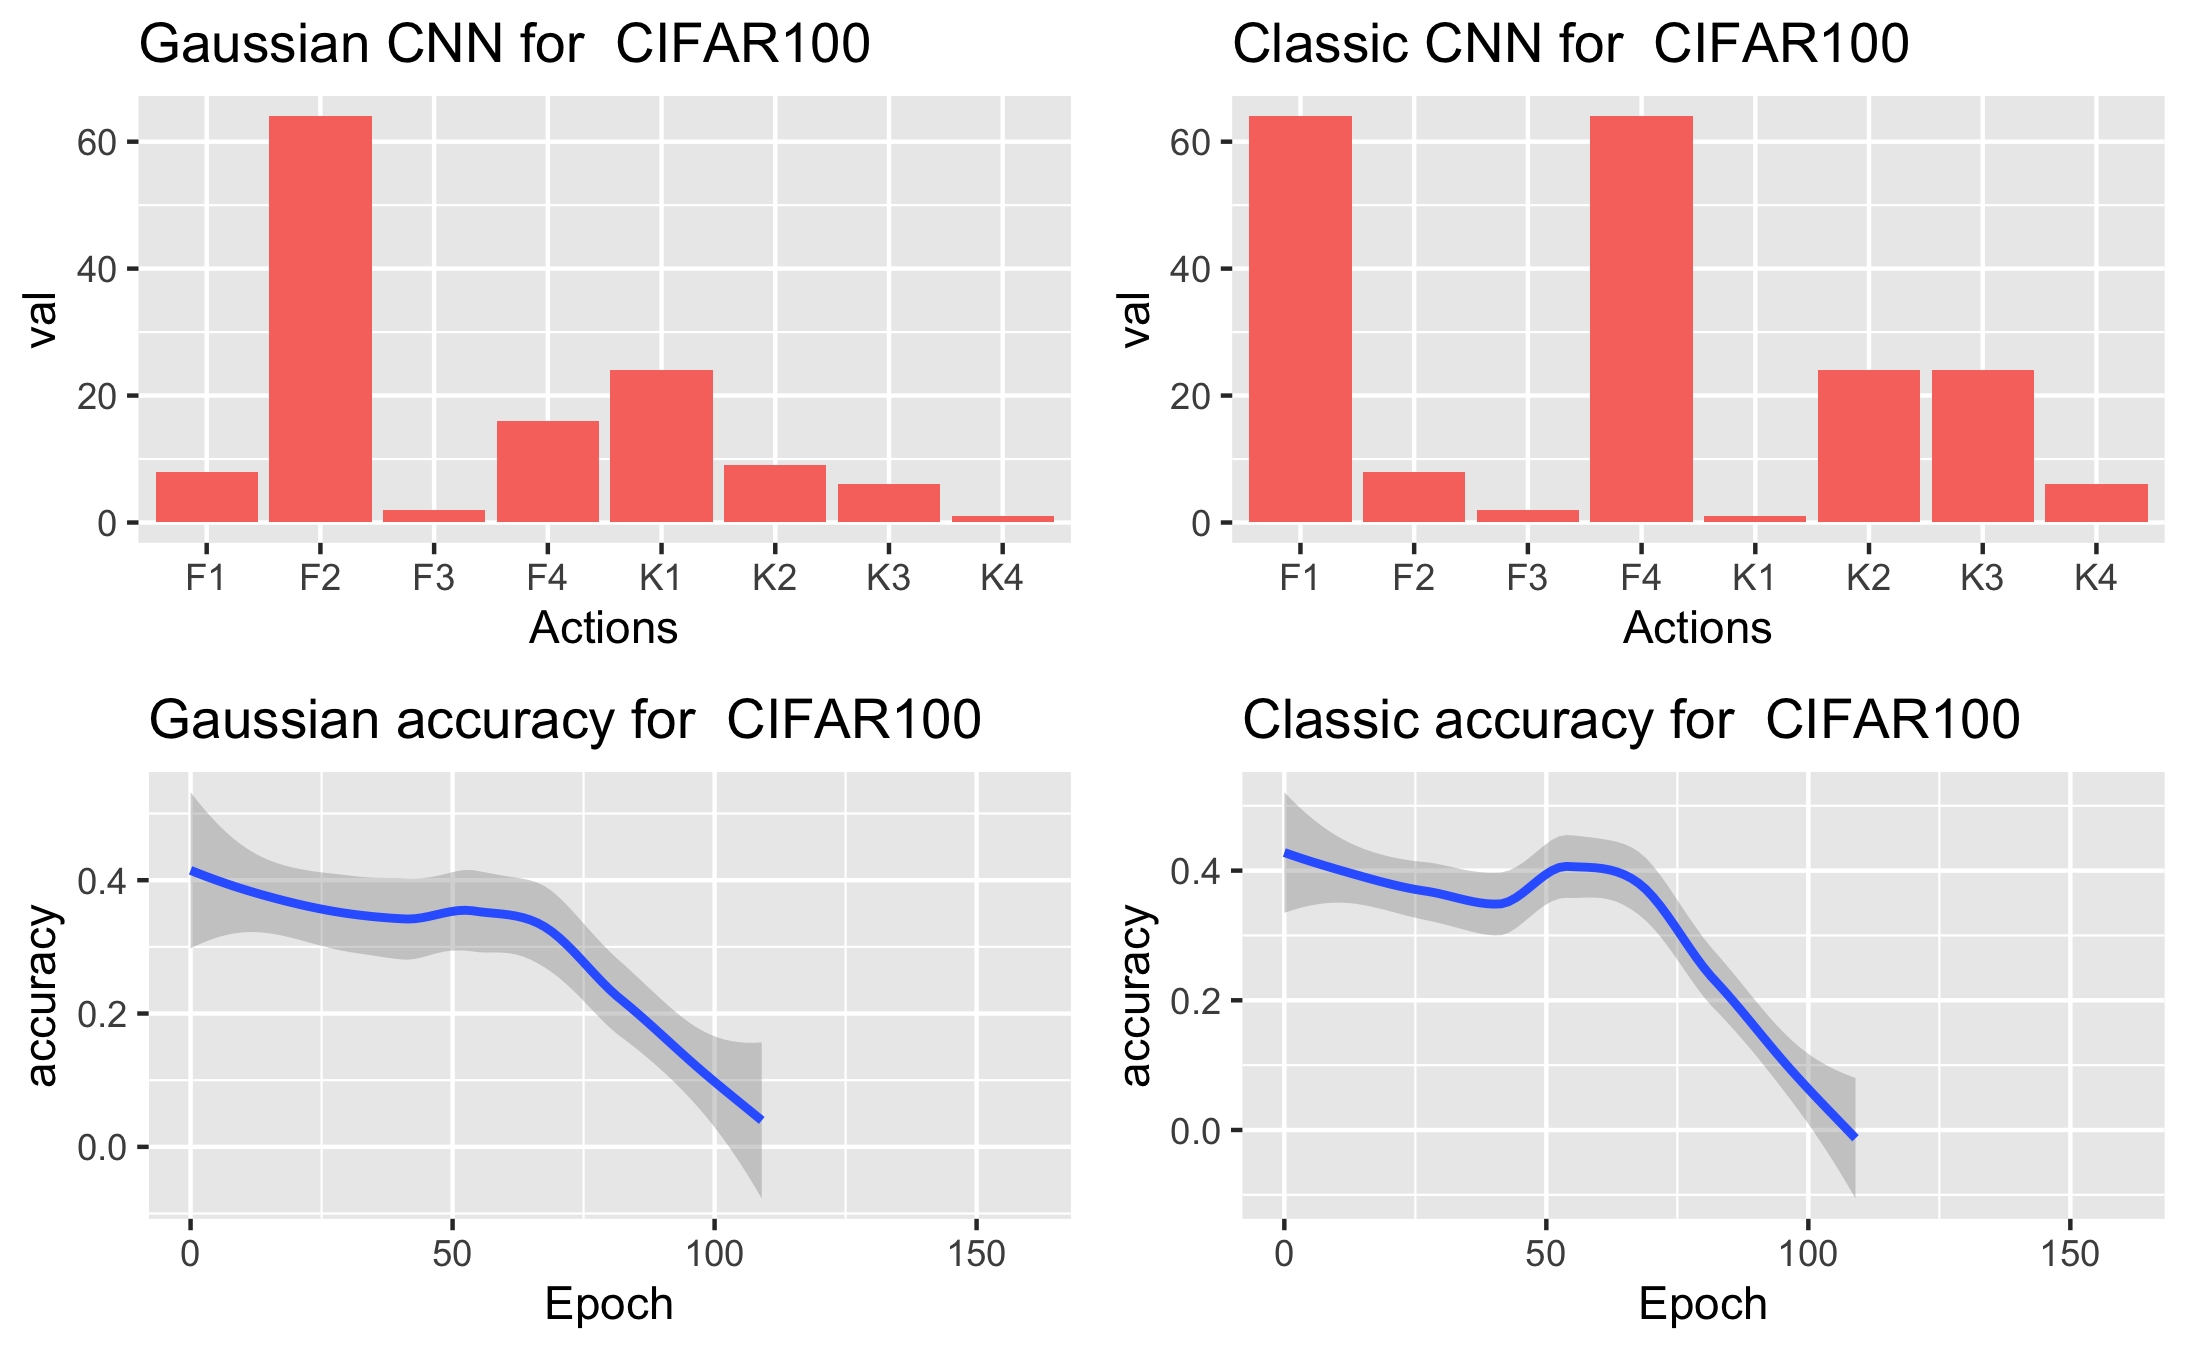 Gaussian CNN for  CIFAR100
60
40
20
0
val
F1 F2 F3 F4 K1 K2 K3 K4
Actions
Classic CNN for  CIFAR100
60
40
20
0
val
F1 F2 F3 F4 K1 K2 K3 K4
Actions
Gaussian accuracy for  CIFAR100
0.4
0.2
0.0
accuracy
0 50 100 150
Epoch
Classic accuracy for  CIFAR100
0.4
0.2
0.0
accuracy
0 50 100 150
Epoch